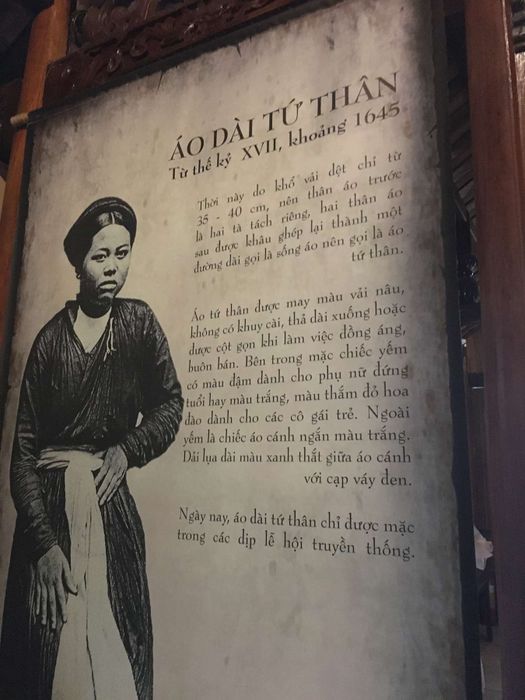 ÁO DÀI TỨ THÂN
Từ thế kỷ XVII, khoảng 1645
Thời này do khổ vải dệt chỉ từ
35 - 40 cm, nên thân áo trước
là hai tà tách riêng, hai thân áo
sau được khâu ghép lại thành một
đường dài gọi là sống áo nên gọi là áo
tứ thân.
Áo tứ thân được may màu vải nâu,
không có khuy cài, thả dài xuống hoặc
được cột gọn khi làm việc đồng áng,
buôn bán. Bên trong mặc chiếc yếm
có màu đậm dành cho phụ nữ đứng
tuổi hay màu trắng, màu thắm đỏ hoa
đào dành cho các cô gái trẻ. Ngoài
yếm là chiếc áo cánh ngắn màu trắng.
Dải lụa dài màu xanh thắt giữa áo cánh
với cạp váy đen.
Ngày nay, áo dài tứ thân chỉ được mặc
trong các dịp lễ hội truyền thống.